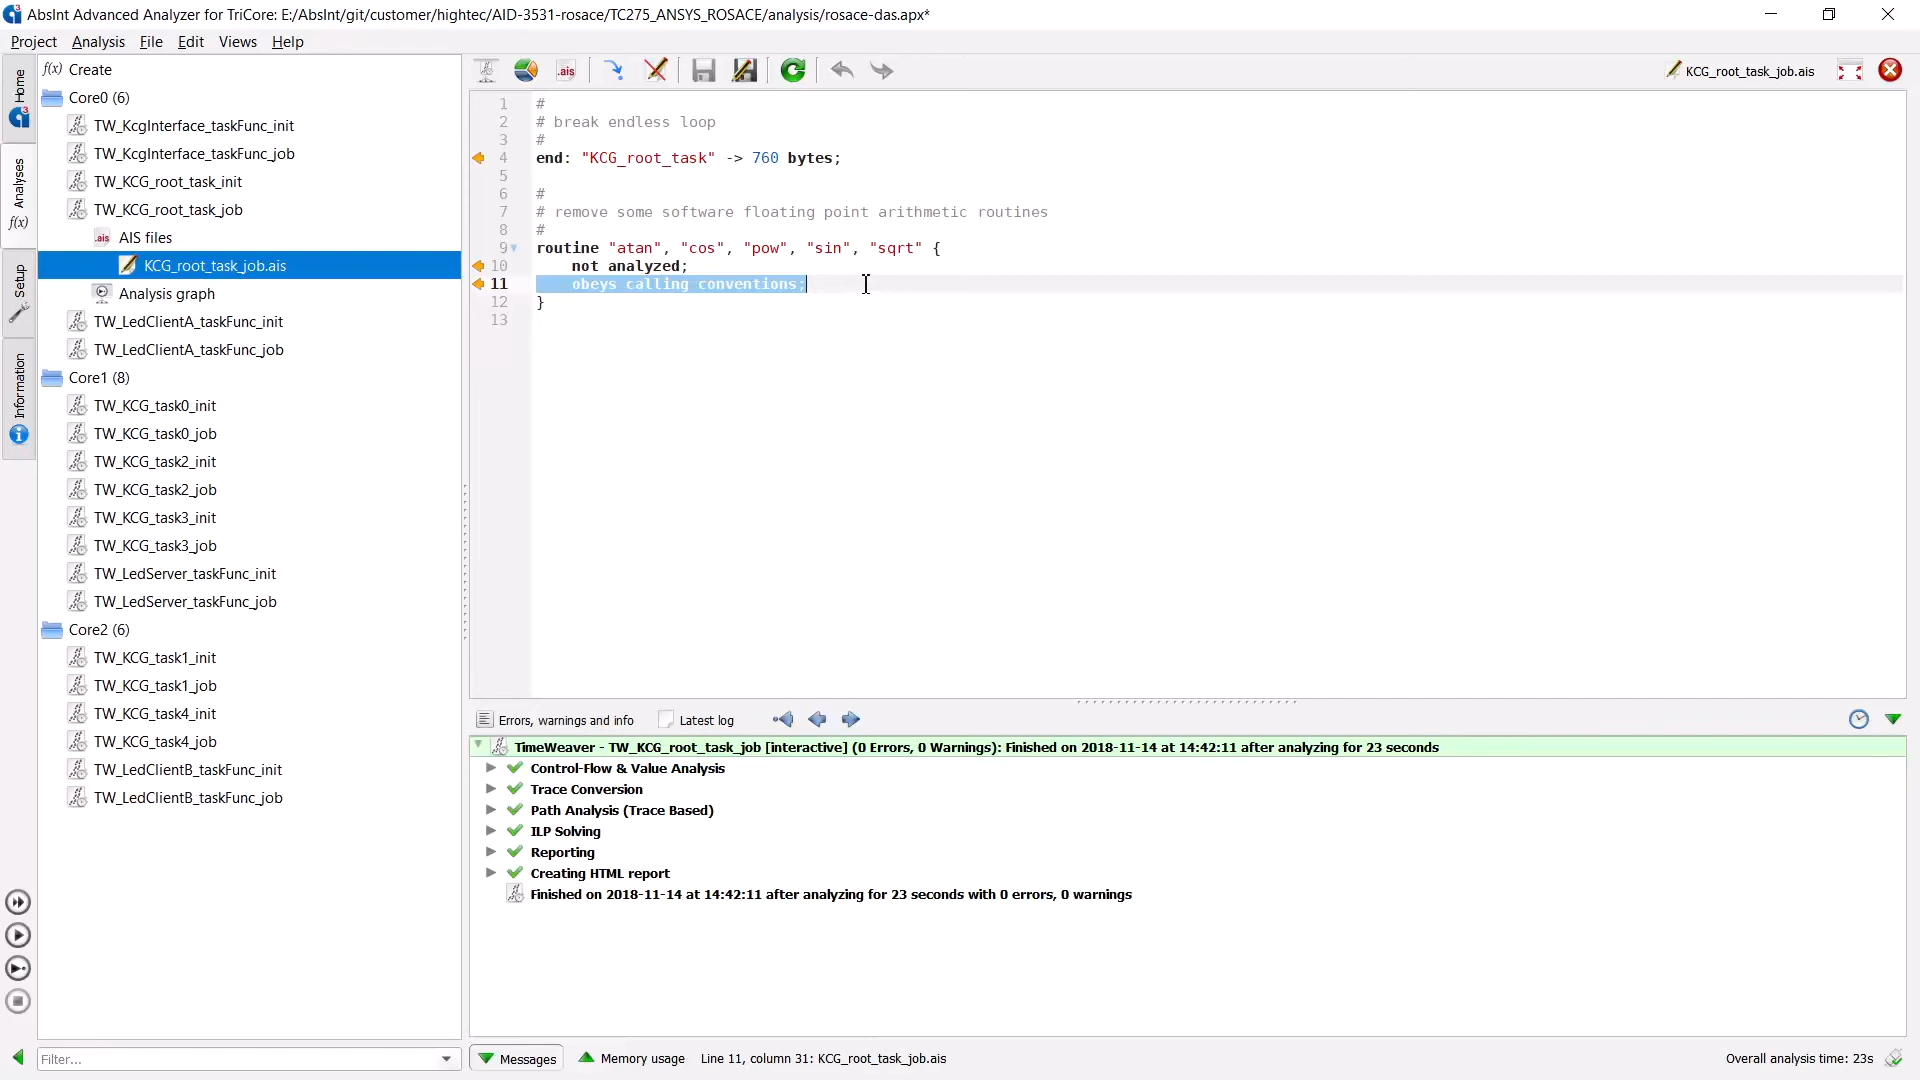 AbsInt Advanced Analyzer for TriCore: E:/AbsInt/git/customer/hightec/AID-3531-rosace/TC275_ANSYS_ROSACE/analysis/rosace-das.apx*
Project Analysis File Edit Views Help
Home
Analyses
f(x)
Setup
Information
f(x) Create
Core0 (6)
TW_KcgInterface_taskFunc_init
TW_KcgInterface_taskFunc_job
TW_KCG_root_task_init
TW_KCG_root_task_job
.ais AIS files
KCG_root_task_job.ais
Analysis graph
TW_LedClientA_taskFunc_init
TW_LedClientA_taskFunc_job
Core1 (8)
TW_KCG_task0_init
TW_KCG_task0_job
TW_KCG_task2_init
TW_KCG_task2_job
TW_KCG_task3_init
TW_KCG_task3_job
TW_LedServer_taskFunc_init
TW_LedServer_taskFunc_job
Core2 (6)
TW_KCG_task1_init
TW_KCG_task1_job
TW_KCG_task4_init
TW_KCG_task4_job
TW_LedClientB_taskFunc_init
TW_LedClientB_taskFunc_job
Filter...
.ais
KCG_root_task_job.ais
1 #
2 # break endless loop
3 #
4 end: "KCG_root_task" -> 760 bytes;
5
6 #
7 # remove some software floating point arithmetic routines
8 #
9 routine "atan", "cos", "pow", "sin", "sqrt" {
10 not analyzed;
11 obeys calling conventions;
12 }
13
Errors, warnings and info Latest log
TimeWeaver - TW_KCG_root_task_job [interactive] (0 Errors, 0 Warnings): Finished on 2018-11-14 at 14:42:11 after analyzing for 23 seconds
Control-Flow & Value Analysis
Trace Conversion
Path Analysis (Trace Based)
ILP Solving
Reporting
Creating HTML report
Finished on 2018-11-14 at 14:42:11 after analyzing for 23 seconds with 0 errors, 0 warnings
Messages Memory usage Line 11, column 31: KCG_root_task_job.ais Overall analysis time: 23s